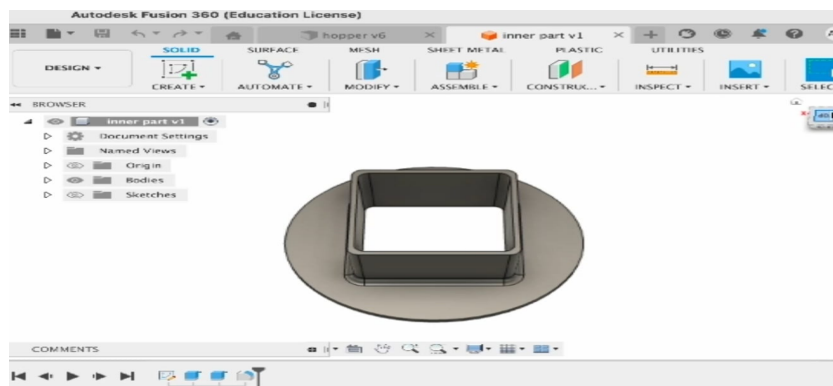 Autodesk Fusion 360 (Education License)
hopper v6
inner part v1
SOLID SURFACE MESH SHEET METAL PLASTIC UTILITIES
DESIGN
CREATE AUTOMATE MODIFY ASSEMBLE CONSTRUX... INSPECT INSERT SELEC
BROWSER
inner part v1
Document Settings
Named Views
Origin
Bodies
Sketches
COMMENTS